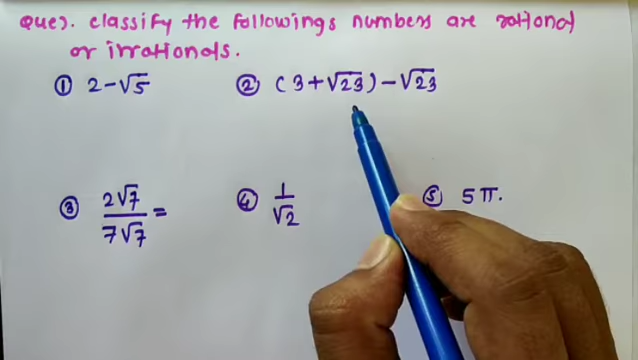 Ques. classify the followings numbers are rational
or irrationals.
① 2-√5 ② (3+√23)-√23
③ 2√7/7√7 = ④ 1/√2 ⑤ 5π.